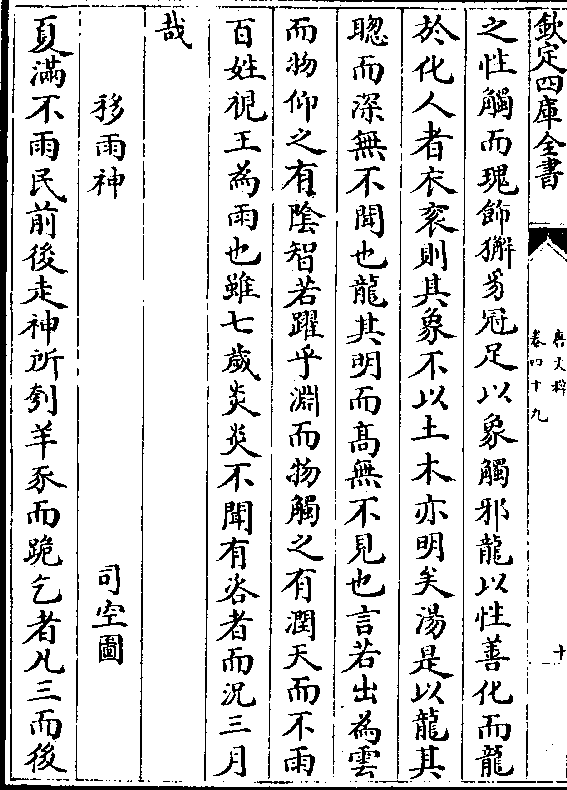 欽定四庫全書
唐文粹
卷四十九
十
之性觸而瑰飾獬豸冠足以象觸邪龍以性善化而龍
於化人者衣衮則其象不以土木亦明矣湯是以龍其
聰而深無不聞也龍其明而髙無不見也言若出為雲
而物仰之有隂智若躍乎淵而物觸之有潤天而不雨
百姓視王為雨也雖七歲炎炎不聞有咨者而況三月
哉
移雨神 司空圖
夏滿不雨民前後走神所刳羊豕而跪乞者凡三而後